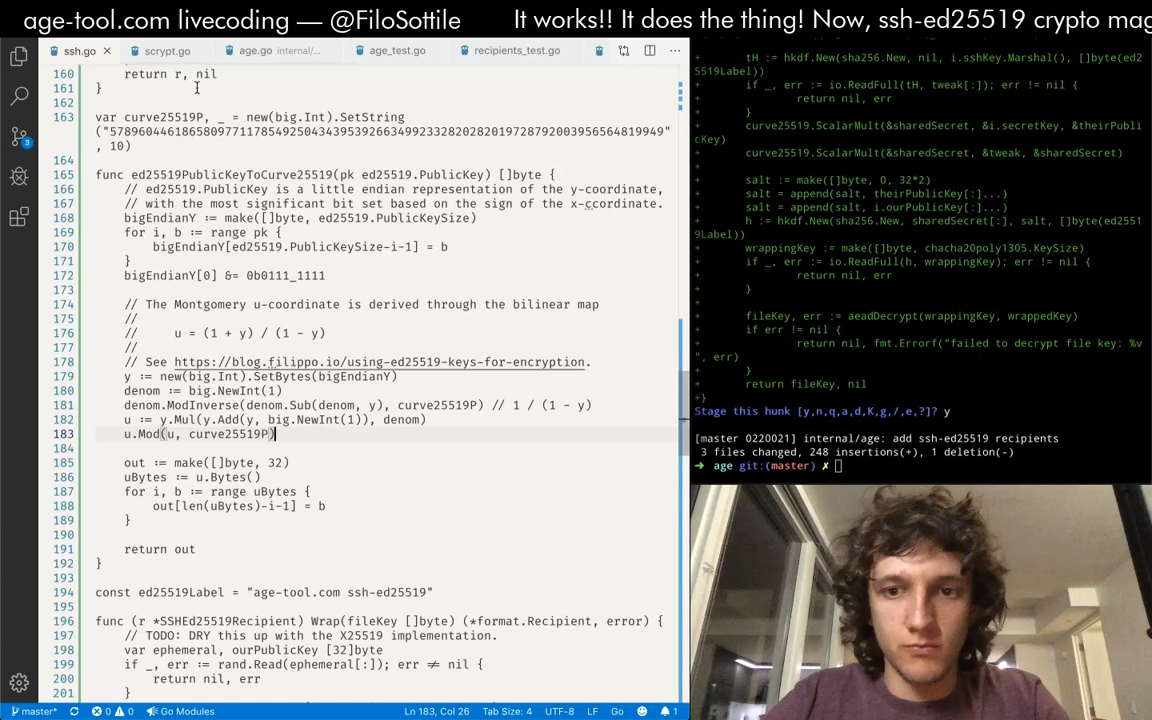 age-tool.com livecoding — @FiloSottile
It works!! It does the thing! Now, ssh-ed25519 crypto mag
ssh.go × scrypt.go age.go internal/... age_test.go recipients_test.go
160 return r, nil
161 }
162
163 var curve25519P, _ = new(big.Int).SetString
("57896044618658097711785492504343953926634992332820282019728792003956564819949"
, 10)
164
165 func ed25519PublicKeyToCurve25519(pk ed25519.PublicKey) []byte {
166 // ed25519.PublicKey is a little endian representation of the y-coordinate,
167 // with the most significant bit set based on the sign of the x-ccordinate.
168 bigEndianY := make([]byte, ed25519.PublicKeySize)
169 for i, b := range pk {
170 bigEndianY[ed25519.PublicKeySize-i-1] = b
171 }
172 bigEndianY[0] &= 0b0111_1111
173
174 // The Montgomery u-coordinate is derived through the bilinear map
175 //
176 // u = (1 + y) / (1 - y)
177 //
178 // See https://blog.filippo.io/using-ed25519-keys-for-encryption.
179 y := new(big.Int).SetBytes(bigEndianY)
180 denom := big.NewInt(1)
181 denom.ModInverse(denom.Sub(denom, y), curve25519P) // 1 / (1 - y)
182 u := y.Mul(y.Add(y, big.NewInt(1)), denom)
183 u.Mod(u, curve25519P)
184
185 out := make([]byte, 32)
186 uBytes := u.Bytes()
187 for i, b := range uBytes {
188 out[len(uBytes)-i-1] = b
189 }
190
191 return out
192 }
193
194 const ed25519Label = "age-tool.com ssh-ed25519"
195
196 func (r *SSHEd25519Recipient) Wrap(fileKey []byte) (*format.Recipient, error) {
197 // TODO: DRY this up with the X25519 implementation.
198 var ephemeral, ourPublicKey [32]byte
199 if _, err := rand.Read(ephemeral[:]); err ≠ nil {
200 return nil, err
201 }
3
master* 0 0 Go Modules Ln 183, Col 26 Tab Size: 4 UTF-8 LF Go 1
+ tH := hkdf.New(sha256.New, nil, i.sshKey.Marshal(), []byte(ed2
5519Label))
+ if _, err := io.ReadFull(tH, tweak[:]); err != nil {
+ return nil, err
+ }
+ curve25519.ScalarMult(&sharedSecret, &i.secretKey, &theirPubli
cKey)
+ curve25519.ScalarMult(&sharedSecret, &tweak, &sharedSecret)
+
+ salt := make([]byte, 0, 32*2)
+ salt = append(salt, theirPublicKey[:]...)
+ salt = append(salt, i.ourPublicKey[:]...)
+ h := hkdf.New(sha256.New, sharedSecret[:], salt, []byte(ed2551
9Label))
+ wrappingKey := make([]byte, chacha20poly1305.KeySize)
+ if _, err := io.ReadFull(h, wrappingKey); err != nil {
+ return nil, err
+ }
+
+ fileKey, err := aeadDecrypt(wrappingKey, wrappedKey)
+ if err != nil {
+ return nil, fmt.Errorf("failed to decrypt file key: %v
", err)
+ }
+ return fileKey, nil
+}
Stage this hunk [y,n,q,a,d,K,g,/,e,?]? y
[master 0220021] internal/age: add ssh-ed25519 recipients
3 files changed, 248 insertions(+), 1 deletion(-)
➜ age git:(master) ✗